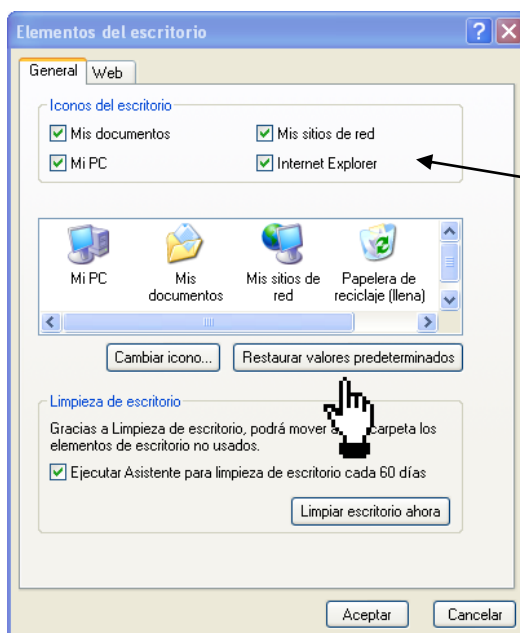 Elementos del escritorio
General Web
Iconos del escritorio
Mis documentos Mis sitios de red
Mi PC Internet Explorer
Mi PC Mis documentos Mis sitios de red Papelera de reciclaje (llena)
Cambiar icono... Restaurar valores predeterminados
Limpieza de escritorio
Gracias a Limpieza de escritorio, podrá mover carpeta los
elementos de escritorio no usados.
Ejecutar Asistente para limpieza de escritorio cada 60 días
Limpiar escritorio ahora
Aceptar Cancelar